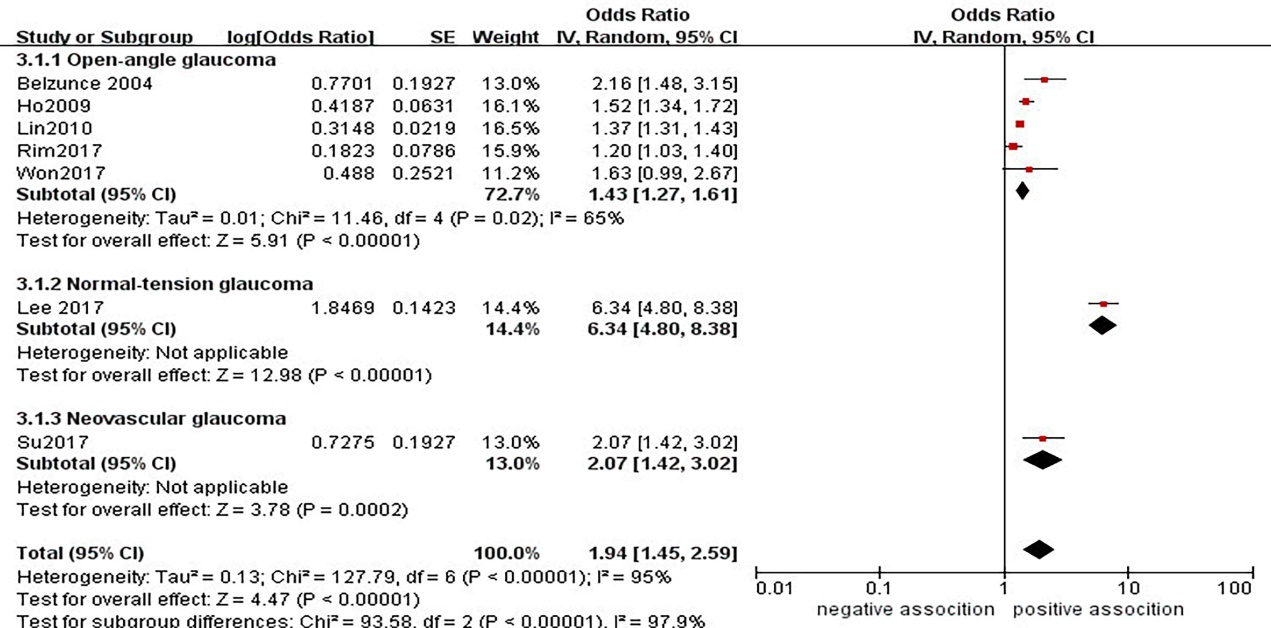 Odds Ratio Odds Ratio
Study or Subgroup log[Odds Ratio] SE Weight IV, Random, 95% CI IV, Random, 95% CI
3.1.1 Open-angle glaucoma
Belzunce 2004 0.7701 0.1927 13.0% 2.16 [1.48, 3.15]
Ho2009 0.4187 0.0631 16.1% 1.52 [1.34, 1.72]
Lin2010 0.3148 0.0219 16.5% 1.37 [1.31, 1.43]
Rim2017 0.1823 0.0786 15.9% 1.20 [1.03, 1.40]
Won2017 0.488 0.2521 11.2% 1.63 [0.99, 2.67]
Subtotal (95% CI) 72.7% 1.43 [1.27, 1.61]
Heterogeneity: Tau² = 0.01; Chi² = 11.46, df = 4 (P = 0.02); I² = 65%
Test for overall effect: Z = 5.91 (P < 0.00001)
3.1.2 Normal-tension glaucoma
Lee 2017 1.8469 0.1423 14.4% 6.34 [4.80, 8.38]
Subtotal (95% CI) 14.4% 6.34 [4.80, 8.38]
Heterogeneity: Not applicable
Test for overall effect: Z = 12.98 (P < 0.00001)
3.1.3 Neovascular glaucoma
Su2017 0.7275 0.1927 13.0% 2.07 [1.42, 3.02]
Subtotal (95% CI) 13.0% 2.07 [1.42, 3.02]
Heterogeneity: Not applicable
Test for overall effect: Z = 3.78 (P = 0.0002)
Total (95% CI) 100.0% 1.94 [1.45, 2.59]
Heterogeneity: Tau² = 0.13; Chi² = 127.79, df = 6 (P < 0.00001); I² = 95%
Test for overall effect: Z = 4.47 (P < 0.00001)
Test for subgroup differences: Chi² = 93.58, df = 2 (P < 0.00001), I² = 97.9%
0.01 0.1 1 10 100
negative assocition positive assocition